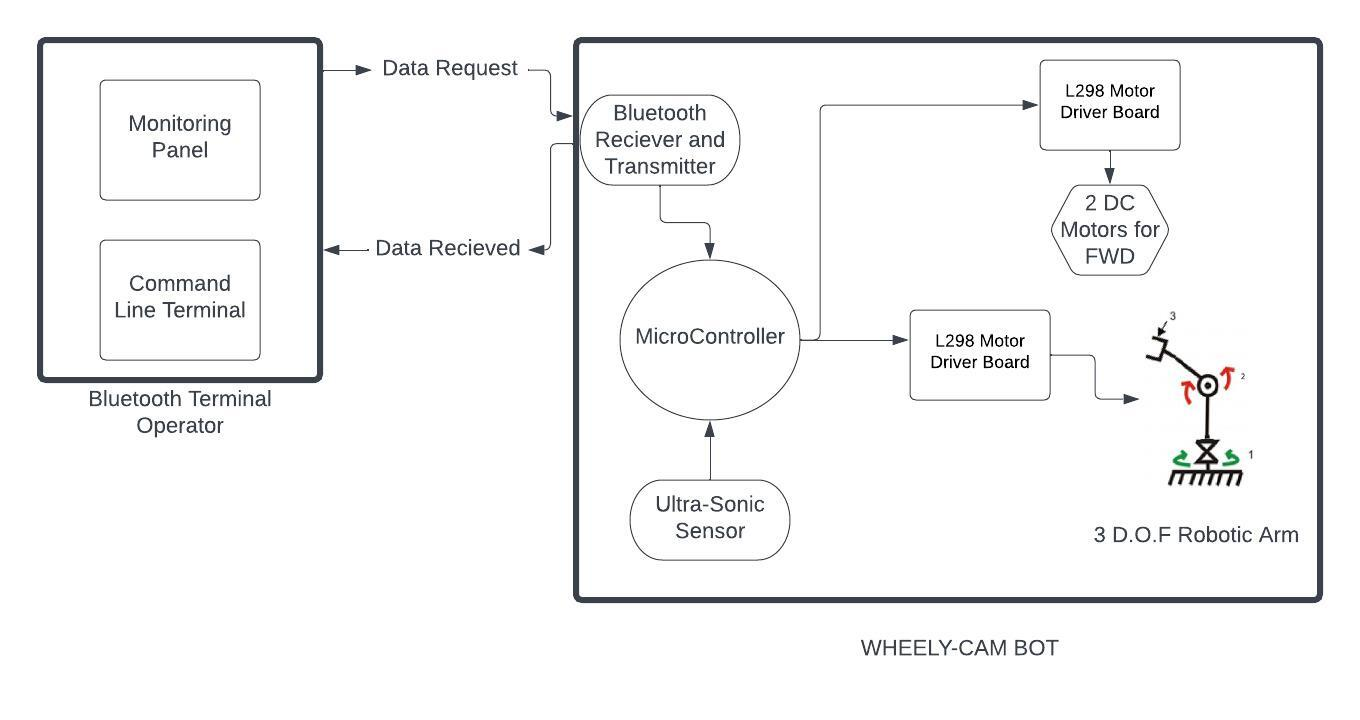 Monitoring
Panel
Command
Line Terminal
Bluetooth Terminal
Operator
Data Request
Data Recieved
Bluetooth
Reciever and
Transmitter
MicroController
Ultra-Sonic
Sensor
L298 Motor
Driver Board
2 DC
Motors for
FWD
L298 Motor
Driver Board
3
2
1
3 D.O.F Robotic Arm
WHEELY-CAM BOT